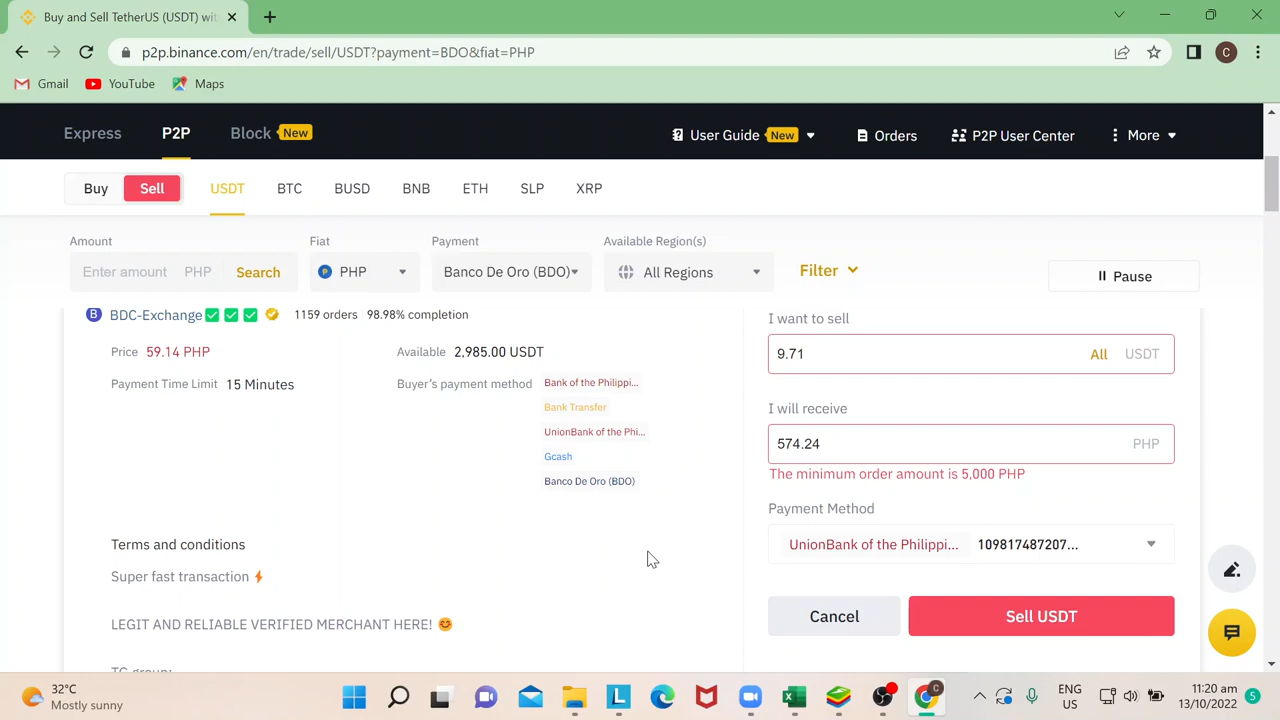 Buy and Sell TetherUS (USDT) wit
p2p.binance.com/en/trade/sell/USDT?payment=BDO&fiat=PHP
C
Gmail YouTube Maps
Express P2P Block New User Guide New Orders P2P User Center More
Buy Sell USDT BTC BUSD BNB ETH SLP XRP
Amount Fiat Payment Available Region(s)
Enter amount PHP Search PHP Banco De Oro (BDO) All Regions Filter Pause
B BDC-Exchange 1159 orders 98.98% completion
Price 59.14 PHP Available 2,985.00 USDT
Payment Time Limit 15 Minutes Buyer's payment method Bank of the Philippi...
Bank Transfer
UnionBank of the Phi...
Gcash
Banco De Oro (BDO)
Terms and conditions
Super fast transaction
LEGIT AND RELIABLE VERIFIED MERCHANT HERE!
TG group:
I want to sell
9.71 All USDT
I will receive
574.24 PHP
The minimum order amount is 5,000 PHP
Payment Method
UnionBank of the Philippi... 109817487207...
Cancel Sell USDT
32°C
Mostly sunny
L
C
ENG
US
11:20 am
13/10/2022
5